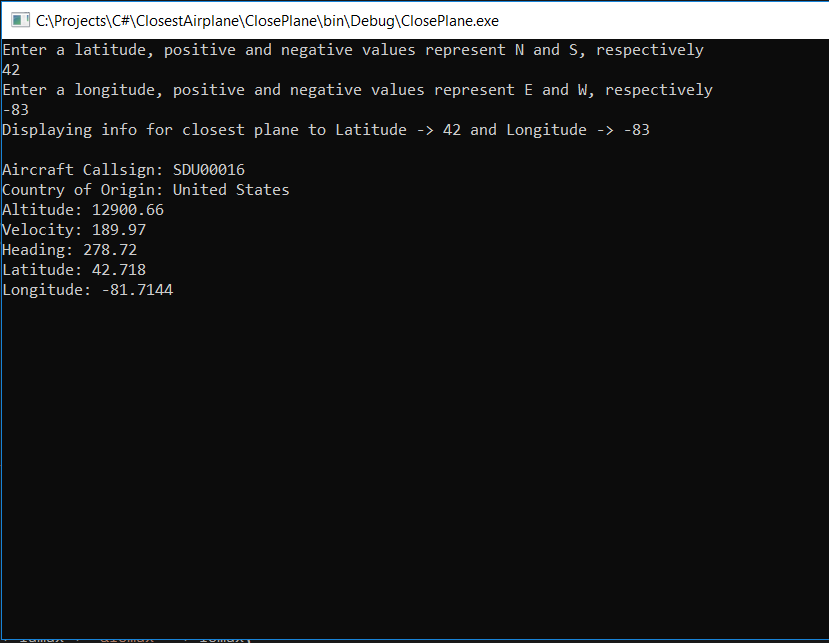 C:\Projects\C#\ClosestAirplane\ClosePlane\bin\Debug\ClosePlane.exe
Enter a latitude, positive and negative values represent N and S, respectively
42
Enter a longitude, positive and negative values represent E and W, respectively
-83
Displaying info for closest plane to Latitude -> 42 and Longitude -> -83
Aircraft Callsign: SDU00016
Country of Origin: United States
Altitude: 12900.66
Velocity: 189.97
Heading: 278.72
Latitude: 42.718
Longitude: -81.7144